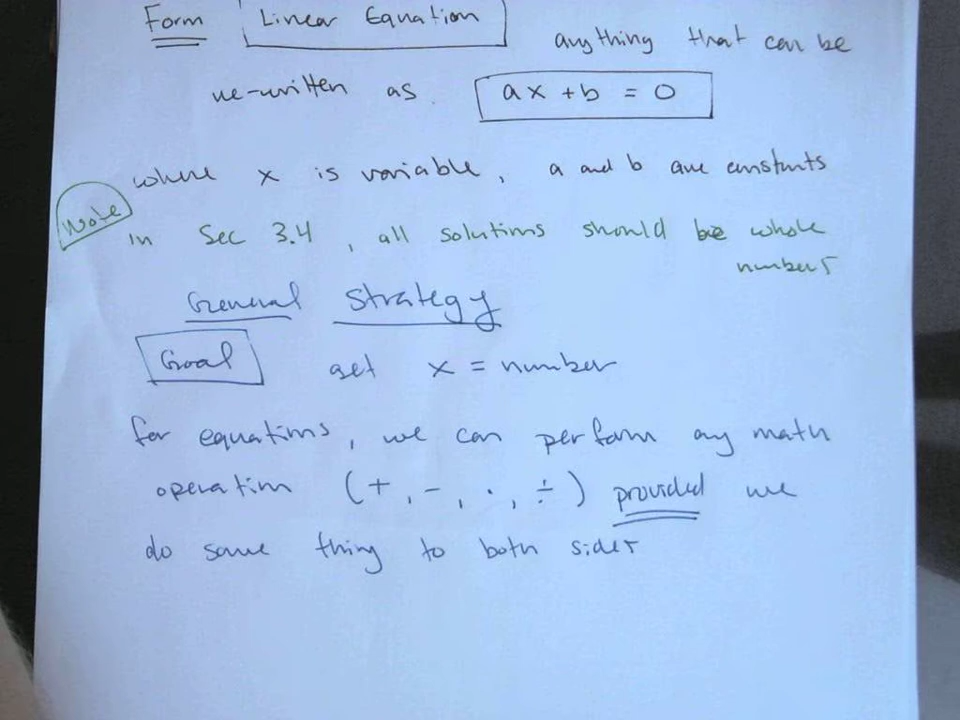 Form Linear Equation anything that can be
re-written as ax + b = 0
where x is variable, a and b are constants
Note
in Sec 3.4, all solutions should be whole
numbers
General Strategy
Goal get x = number
for equations, we can perform any math
operation (+, -, ·, ÷) provided we
do same thing to both sides